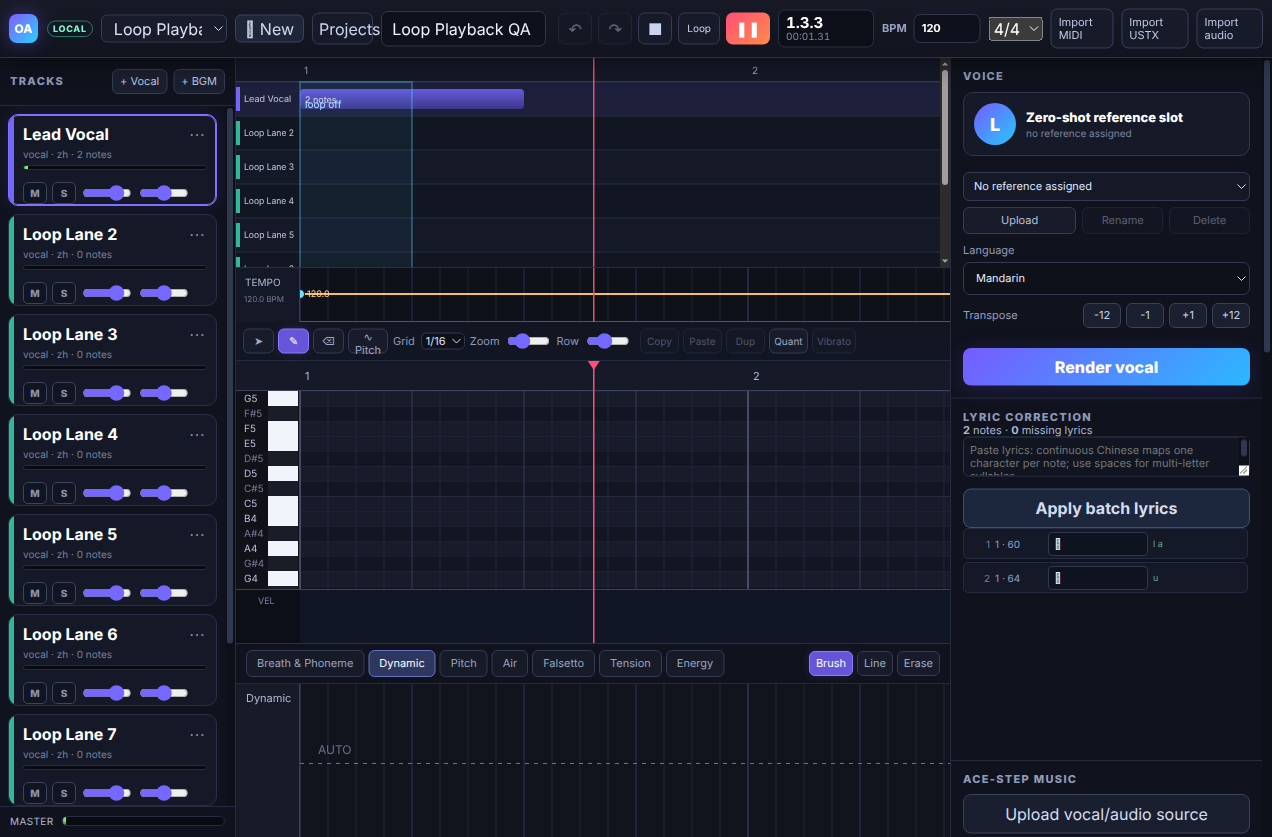 OA LOCAL Loop Playba New Projects Loop Playback QA Loop 1.3.3 BPM 120 4/4 Import MIDI Import USTX Import audio
00:01.31
TRACKS + Vocal + BGM
Lead Vocal ...
vocal · zh · 2 notes
M S
Loop Lane 2 ...
vocal · zh · 0 notes
M S
Loop Lane 3 ...
vocal · zh · 0 notes
M S
Loop Lane 4 ...
vocal · zh · 0 notes
M S
Loop Lane 5 ...
vocal · zh · 0 notes
M S
Loop Lane 6 ...
vocal · zh · 0 notes
M S
Loop Lane 7 ...
vocal · zh · 0 notes
M S
MASTER
1 2
Lead Vocal 2 notes
loop off
Loop Lane 2
Loop Lane 3
Loop Lane 4
Loop Lane 5
TEMPO
120.0 BPM 120.0
Pitch Grid 1/16 Zoom Row Copy Paste Dup Quant Vibrato
1 2
G5
F#5
F5
E5
D#5
D5
C#5
C5
B4
A#4
A4
G#4
G4
VEL
Breath & Phoneme Dynamic Pitch Air Falsetto Tension Energy Brush Line Erase
Dynamic
AUTO
VOICE
L Zero-shot reference slot
no reference assigned
No reference assigned
Upload Rename Delete
Language
Mandarin
Transpose -12 -1 +1 +12
Render vocal
LYRIC CORRECTION
2 notes · 0 missing lyrics
Paste lyrics: continuous Chinese maps one
character per note; use spaces for multi-letter
syllables
Apply batch lyrics
1 1 · 60 l a
2 1 · 64 u
ACE-STEP MUSIC
Upload vocal/audio source